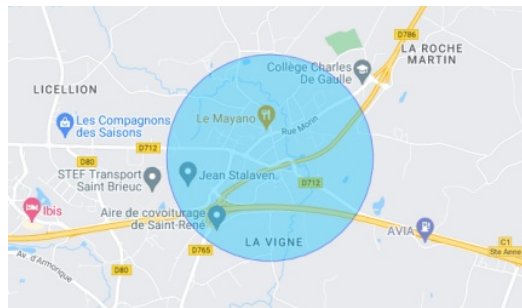 D786
LA ROCHE
MARTIN
Collège Charles
De Gaulle
LICELLION
Les Compagnons
des Saisons
Le Mayano
Rue Morin
D712
D80
STEF Transport
Saint Brieuc
Jean Stalaven.
D712
Ibis
Aire de covoiturage
de Saint-René
AVIA
LA VIGNE
D765
C1
Ste Anne
Av. d'Armorique
D80